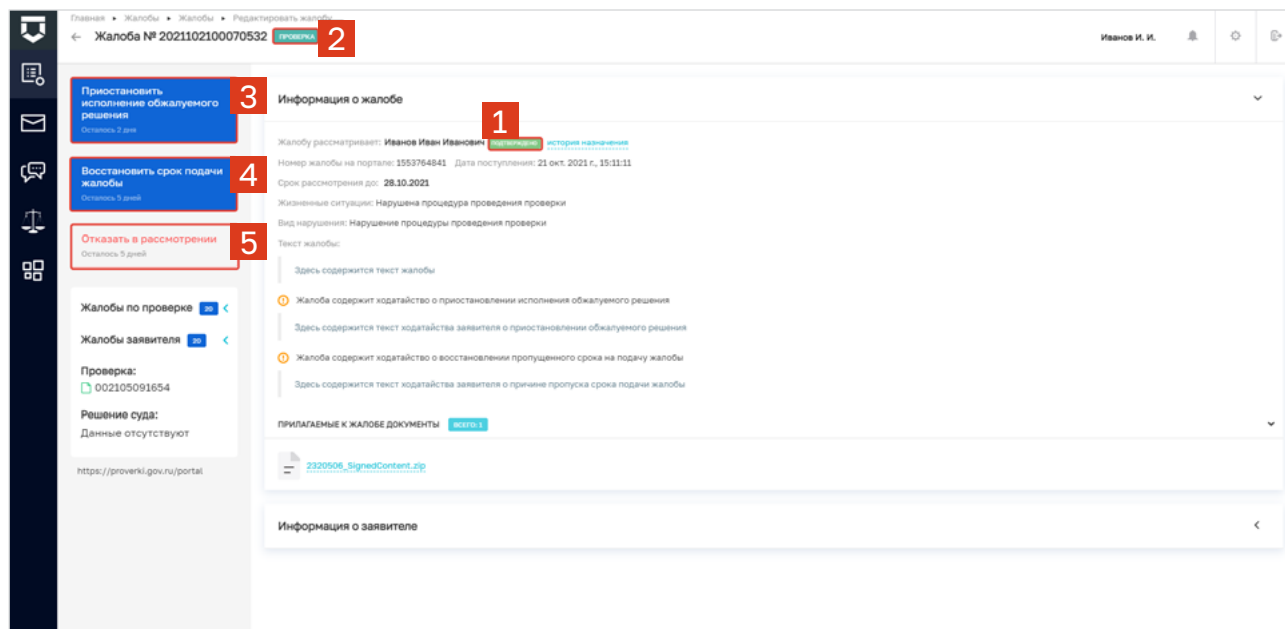 Главная ▸ Жалобы ▸ Жалобы ▸ Редактировать жалобу
← Жалоба № 2021102100070532 ПРОВЕРКА 2
Иванов И. И.
Приостановить
исполнение обжалуемого
решения
Осталось 2 дня
3
Восстановить срок подачи
жалобы
Осталось 5 дней
4
Отказать в рассмотрении
Осталось 5 дней
5
Жалобы по проверке 20
Жалобы заявителя 20
Проверка:
002105091654
Решение суда:
Данные отсутствуют
https://proverki.gov.ru/portal
Информация о жалобе
1
Жалобу рассматривает: Иванов Иван Иванович ПОДТВЕРЖДЕНО история назначения
Номер жалобы на портале: 1553764841 Дата поступления: 21 окт. 2021 г., 15:11:11
Срок рассмотрения до: 28.10.2021
Жизненные ситуации: Нарушена процедура проведения проверки
Вид нарушения: Нарушение процедуры проведения проверки
Текст жалобы:
Здесь содержится текст жалобы
Жалоба содержит ходатайство о приостановлении исполнения обжалуемого решения
Здесь содержится текст ходатайства заявителя о приостановлении обжалуемого решения
Жалоба содержит ходатайство о восстановлении пропущенного срока на подачу жалобы
Здесь содержится текст ходатайства заявителя о причине пропуска срока подачи жалобы
ПРИЛАГАЕМЫЕ К ЖАЛОБЕ ДОКУМЕНТЫ ВСЕГО: 1
2320506_SignedContent.zip
Информация о заявителе